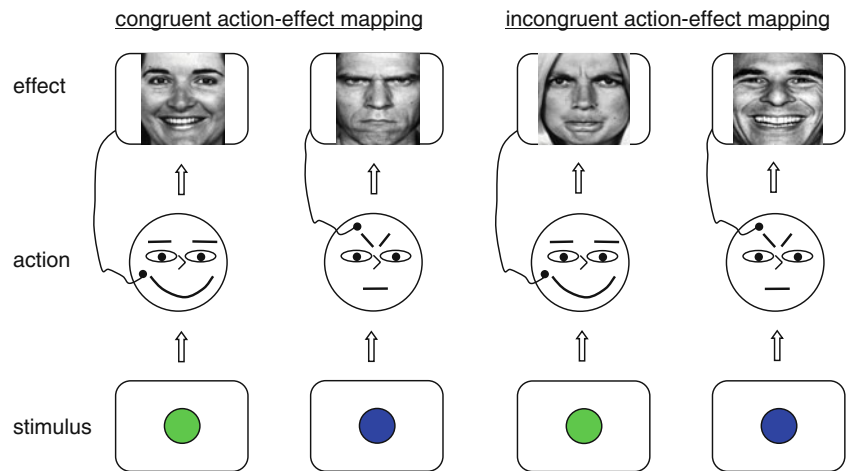 congruent action-effect mapping
incongruent action-effect mapping
effect
action
stimulus